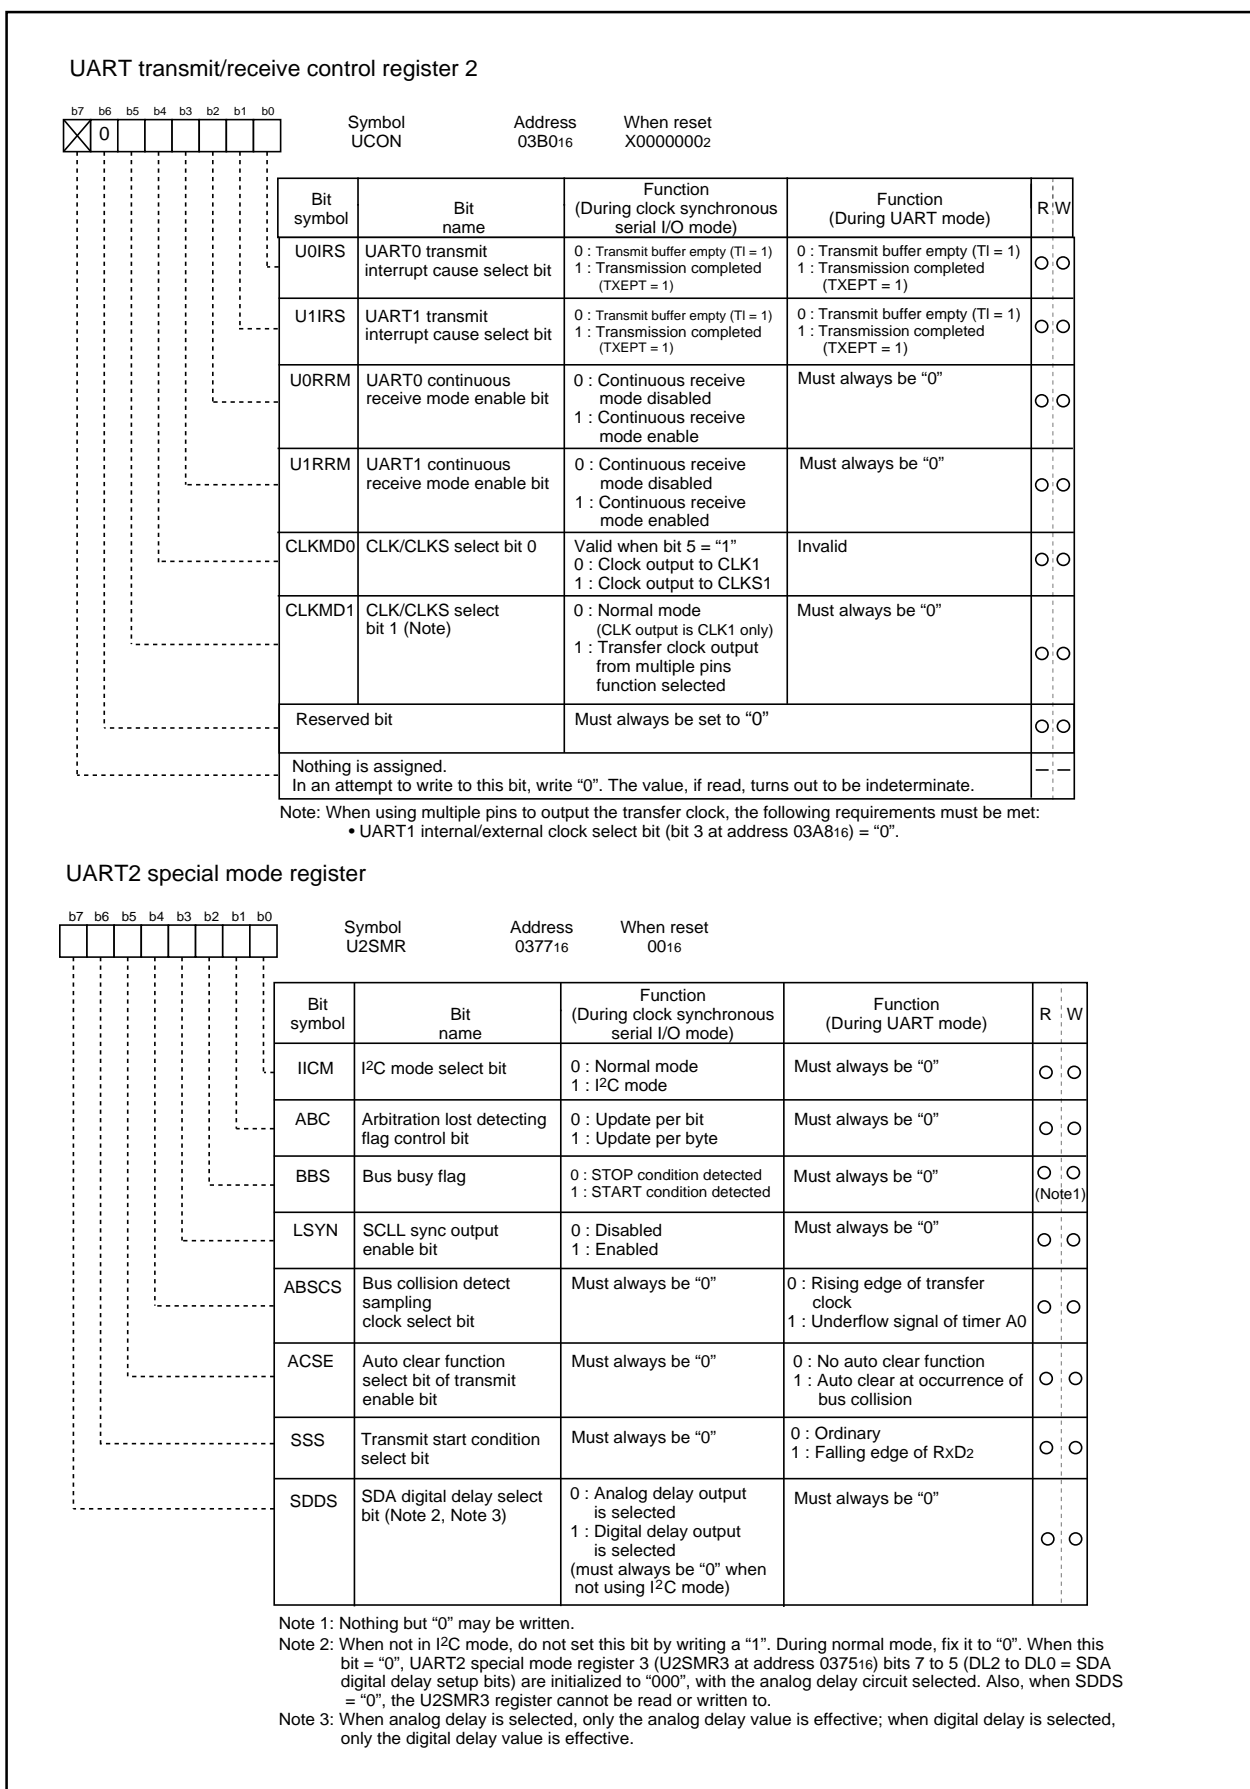 UART transmit/receive control register 2
b7 b6 b5 b4 b3 b2 b1 b0
0
Symbol Address When reset
UCON 03B016 X00000002
Bit symbol Bit name Function (During clock synchronous serial I/O mode) Function (During UART mode) R W
U0IRS UART0 transmit interrupt cause select bit
0 : Transmit buffer empty (TI = 1)
1 : Transmission completed
(TXEPT = 1)
0 : Transmit buffer empty (TI = 1)
1 : Transmission completed
(TXEPT = 1)
U1IRS UART1 transmit interrupt cause select bit
0 : Transmit buffer empty (TI = 1)
1 : Transmission completed
(TXEPT = 1)
0 : Transmit buffer empty (TI = 1)
1 : Transmission completed
(TXEPT = 1)
U0RRM UART0 continuous receive mode enable bit
0 : Continuous receive
mode disabled
1 : Continuous receive
mode enable
Must always be “0”
U1RRM UART1 continuous receive mode enable bit
0 : Continuous receive
mode disabled
1 : Continuous receive
mode enabled
Must always be “0”
CLKMD0 CLK/CLKS select bit 0
Valid when bit 5 = “1”
0 : Clock output to CLK1
1 : Clock output to CLKS1
Invalid
CLKMD1 CLK/CLKS select bit 1 (Note)
0 : Normal mode
(CLK output is CLK1 only)
1 : Transfer clock output
from multiple pins
function selected
Must always be “0”
Reserved bit Must always be set to “0”
Nothing is assigned.
In an attempt to write to this bit, write “0”. The value, if read, turns out to be indeterminate.
– –
Note: When using multiple pins to output the transfer clock, the following requirements must be met:
• UART1 internal/external clock select bit (bit 3 at address 03A816) = “0”.
UART2 special mode register
b7 b6 b5 b4 b3 b2 b1 b0
Symbol Address When reset
U2SMR 037716 0016
Bit symbol Bit name Function (During clock synchronous serial I/O mode) Function (During UART mode) R W
IICM I2C mode select bit
0 : Normal mode
1 : I2C mode
Must always be “0”
ABC Arbitration lost detecting flag control bit
0 : Update per bit
1 : Update per byte
Must always be “0”
BBS Bus busy flag
0 : STOP condition detected
1 : START condition detected
Must always be “0”
(Note1)
LSYN SCLL sync output enable bit
0 : Disabled
1 : Enabled
Must always be “0”
ABSCS Bus collision detect sampling clock select bit
Must always be “0”
0 : Rising edge of transfer
clock
1 : Underflow signal of timer A0
ACSE Auto clear function select bit of transmit enable bit
Must always be “0”
0 : No auto clear function
1 : Auto clear at occurrence of
bus collision
SSS Transmit start condition select bit
Must always be “0”
0 : Ordinary
1 : Falling edge of RxD2
SDDS SDA digital delay select bit (Note 2, Note 3)
0 : Analog delay output
is selected
1 : Digital delay output
is selected
(must always be “0” when
not using I2C mode)
Must always be “0”
Note 1: Nothing but “0” may be written.
Note 2: When not in I2C mode, do not set this bit by writing a “1”. During normal mode, fix it to “0”. When this
bit = “0”, UART2 special mode register 3 (U2SMR3 at address 037516) bits 7 to 5 (DL2 to DL0 = SDA
digital delay setup bits) are initialized to “000”, with the analog delay circuit selected. Also, when SDDS
= “0”, the U2SMR3 register cannot be read or written to.
Note 3: When analog delay is selected, only the analog delay value is effective; when digital delay is selected,
only the digital delay value is effective.